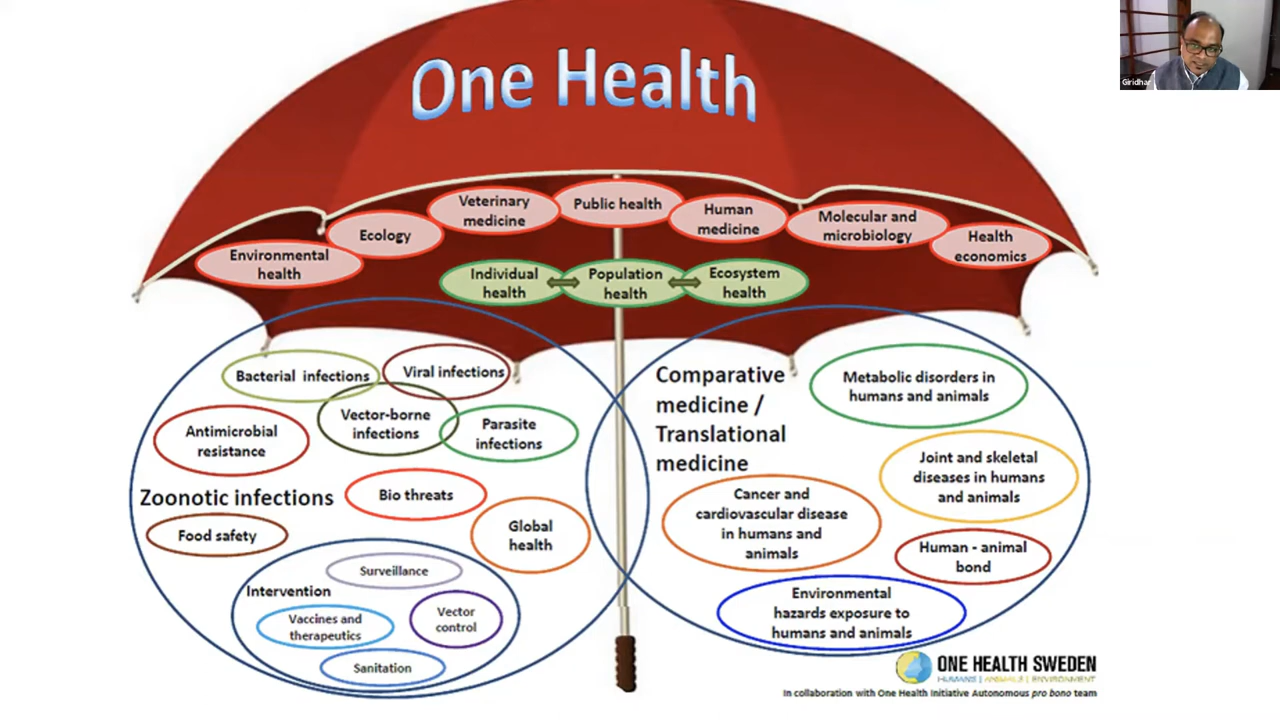 One Health
Giridhar
Veterinary
medicine
Public health
Human
medicine
Molecular and
microbiology
Ecology
Health
economics
Environmental
health
Individual
health
Population
health
Ecosystem
health
Bacterial infections
Viral infections
Vector-borne
infections
Parasite
infections
Antimicrobial
resistance
Zoonotic infections
Bio threats
Food safety
Global
health
Intervention
Surveillance
Vaccines and
therapeutics
Vector
control
Sanitation
Comparative
medicine /
Translational
medicine
Metabolic disorders in
humans and animals
Joint and skeletal
diseases in humans
and animals
Cancer and
cardiovascular disease
in humans and
animals
Human - animal
bond
Environmental
hazards exposure to
humans and animals
ONE HEALTH SWEDEN
HUMANS | ANIMALS | ENVIRONMENT
In collaboration with One Health Initiative Autonomous pro bono team